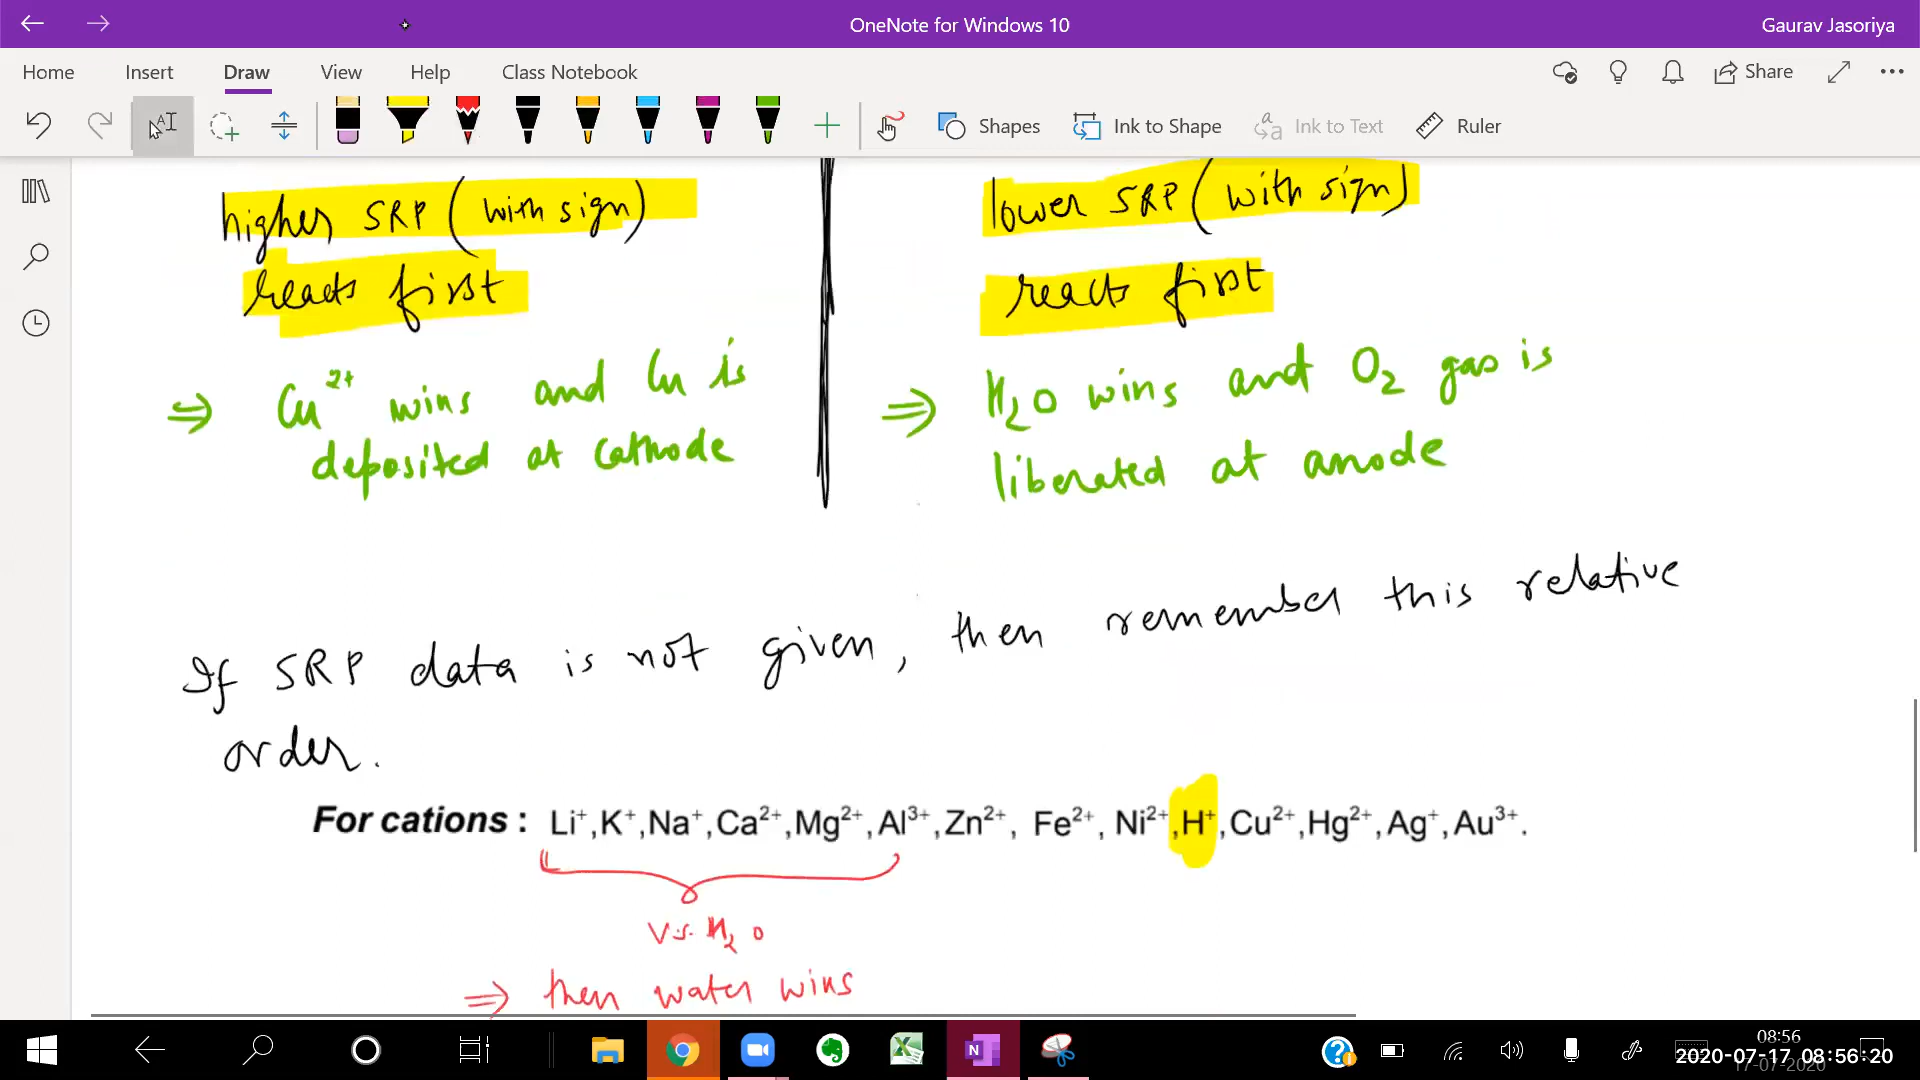 OneNote for Windows 10
Gaurav Jasoriya
Home Insert Draw View Help Class Notebook Share
Shapes Ink to Shape Ink to Text Ruler
higher SRP (with sign)
reacts first
⇒ Cu²⁺ wins and Cu is
deposited at cathode
lower SRP (with sign)
reacts first
⇒ H₂O wins and O₂ gas is
liberated at anode
If SRP data is not given, then remember this relative
order.
For cations : Li⁺,K⁺,Na⁺,Ca²⁺,Mg²⁺,Al³⁺,Zn²⁺, Fe²⁺, Ni²⁺,H⁺,Cu²⁺,Hg²⁺,Ag⁺,Au³⁺.
Vs. H₂O
⇒ then water wins
08:56
2020-07-17 08:56:20
17-07-2020